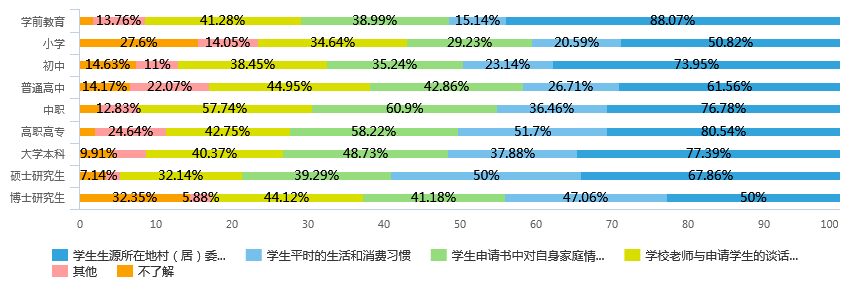 学前教育 13.76% 41.28% 38.99% 15.14% 88.07%
小学 27.6% 14.05% 34.64% 29.23% 20.59% 50.82%
初中 14.63% 11% 38.45% 35.24% 23.14% 73.95%
普通高中 14.17% 22.07% 44.95% 42.86% 26.71% 61.56%
中职 12.83% 57.74% 60.9% 36.46% 76.78%
高职高专 24.64% 42.75% 58.22% 51.7% 80.54%
大学本科 9.91% 40.37% 48.73% 37.88% 77.39%
硕士研究生 7.14% 32.14% 39.29% 50% 67.86%
博士研究生 32.35% 5.88% 44.12% 41.18% 47.06% 50%
0 10 20 30 40 50 60 70 80 90 100
学生生源所在地村（居）委... 学生平时的生活和消费习惯 学生申请书中对自身家庭情... 学校老师与申请学生的谈话...
其他 不了解